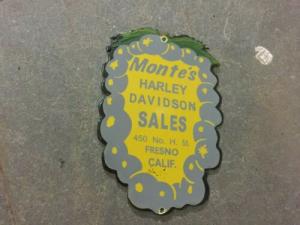 Monte's
HARLEY
DAVIDSON
SALES
450 No. H. St.
FRESNO
CALIF.